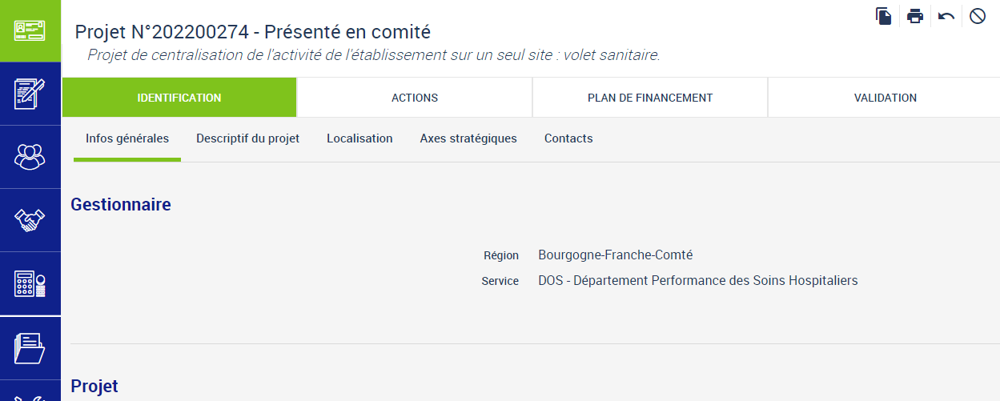 Projet N°202200274 - Présenté en comité
Projet de centralisation de l'activité de l'établissement sur un seul site : volet sanitaire.
IDENTIFICATION
ACTIONS
PLAN DE FINANCEMENT
VALIDATION
Infos générales
Descriptif du projet
Localisation
Axes stratégiques
Contacts
Gestionnaire
Région Bourgogne-Franche-Comté
Service DOS - Département Performance des Soins Hospitaliers
Projet